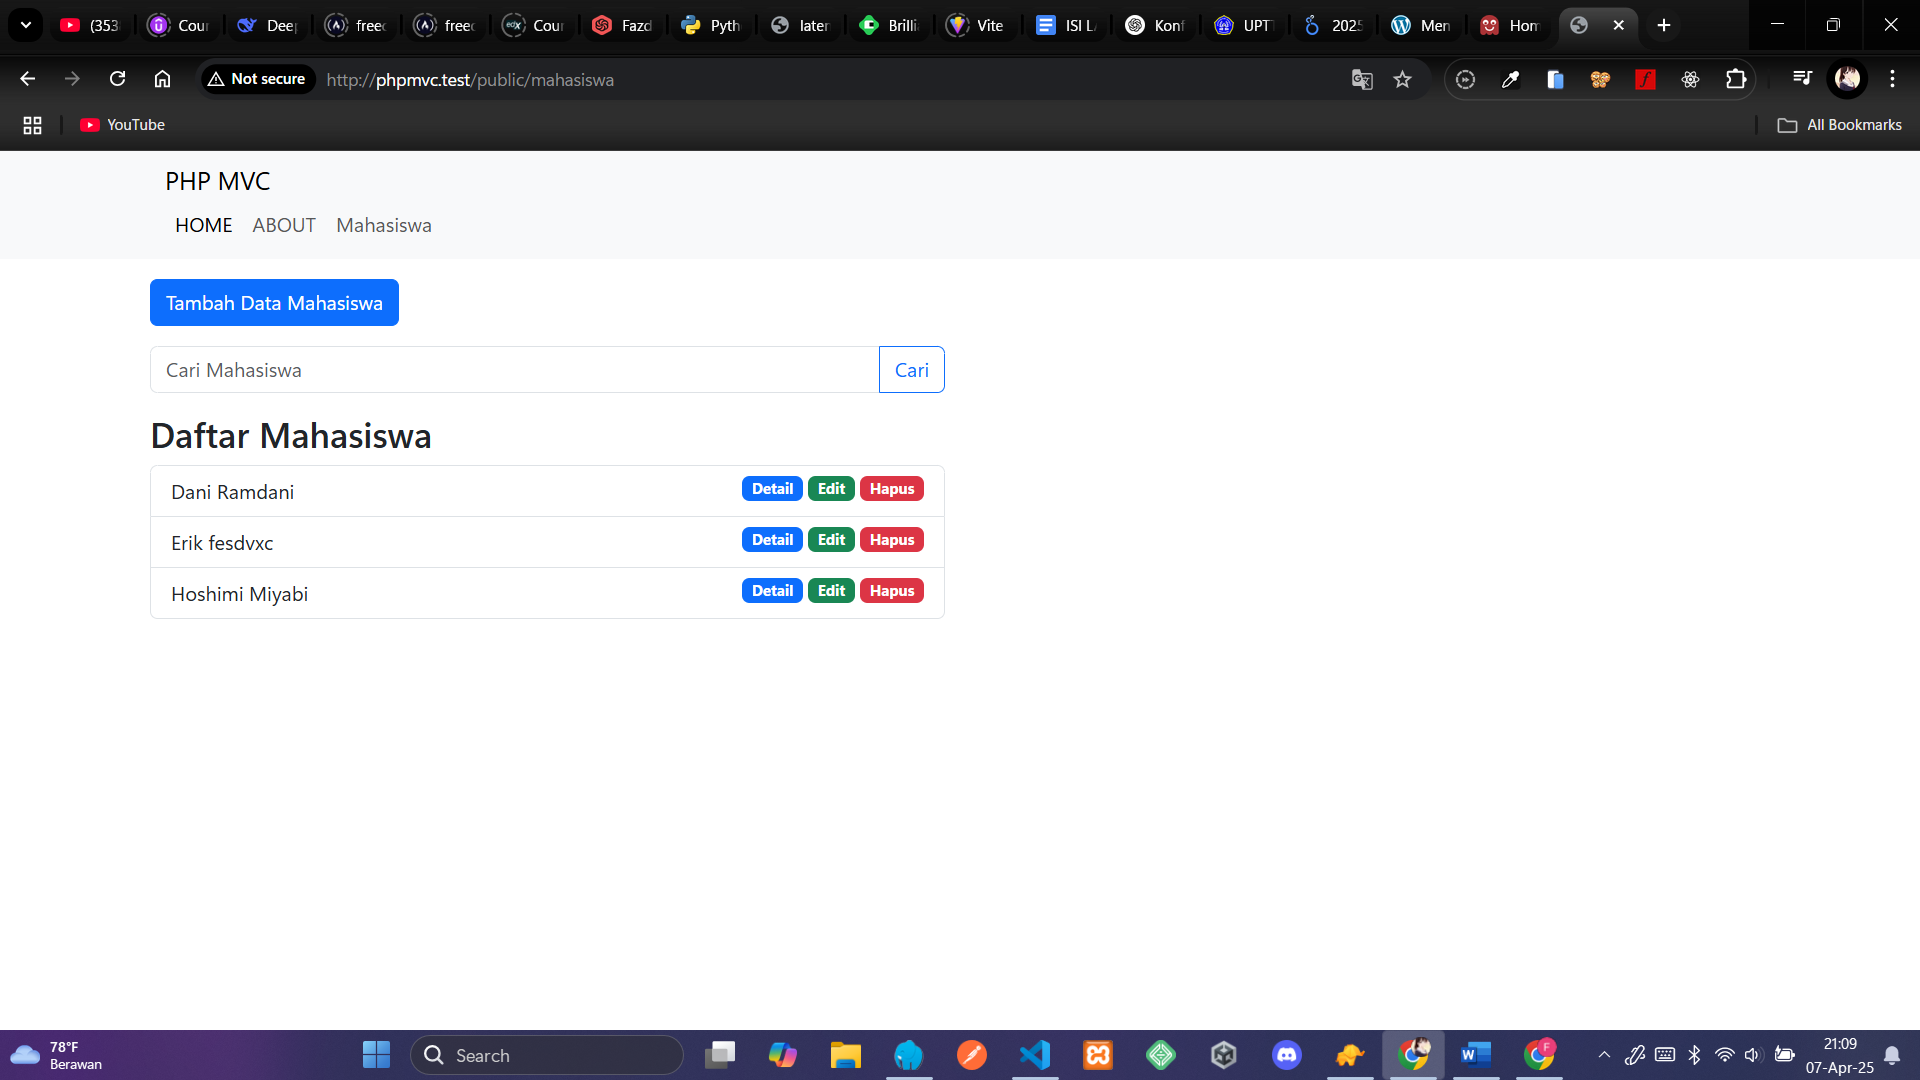 (353 Cour Deep freec freec Cour Fazd Pyth laten Brilli Vite ISI L Konf UPT 2025 Men Hom
Not secure http://phpmvc.test/public/mahasiswa
YouTube All Bookmarks
PHP MVC
HOME ABOUT Mahasiswa
Tambah Data Mahasiswa
Cari Mahasiswa Cari
Daftar Mahasiswa
Dani Ramdani Detail Edit Hapus
Erik fesdvxc Detail Edit Hapus
Hoshimi Miyabi Detail Edit Hapus
78°F
Berawan
Search
21:09
07-Apr-25